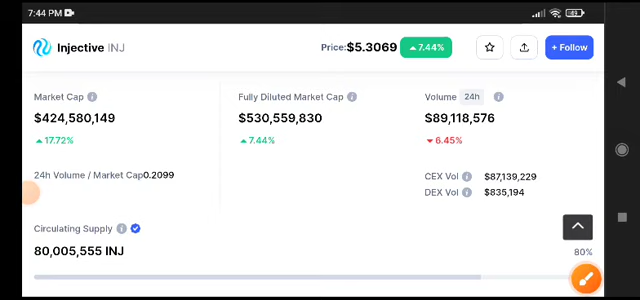 7:44 PM
Injective INJ Price:$5.3069 7.44% + Follow
Market Cap Fully Diluted Market Cap Volume 24h
$424,580,149 $530,559,830 $89,118,576
17.72% 7.44% 6.45%
24h Volume / Market Cap0.2099 CEX Vol $87,139,229
DEX Vol $835,194
Circulating Supply
80,005,555 INJ 80%